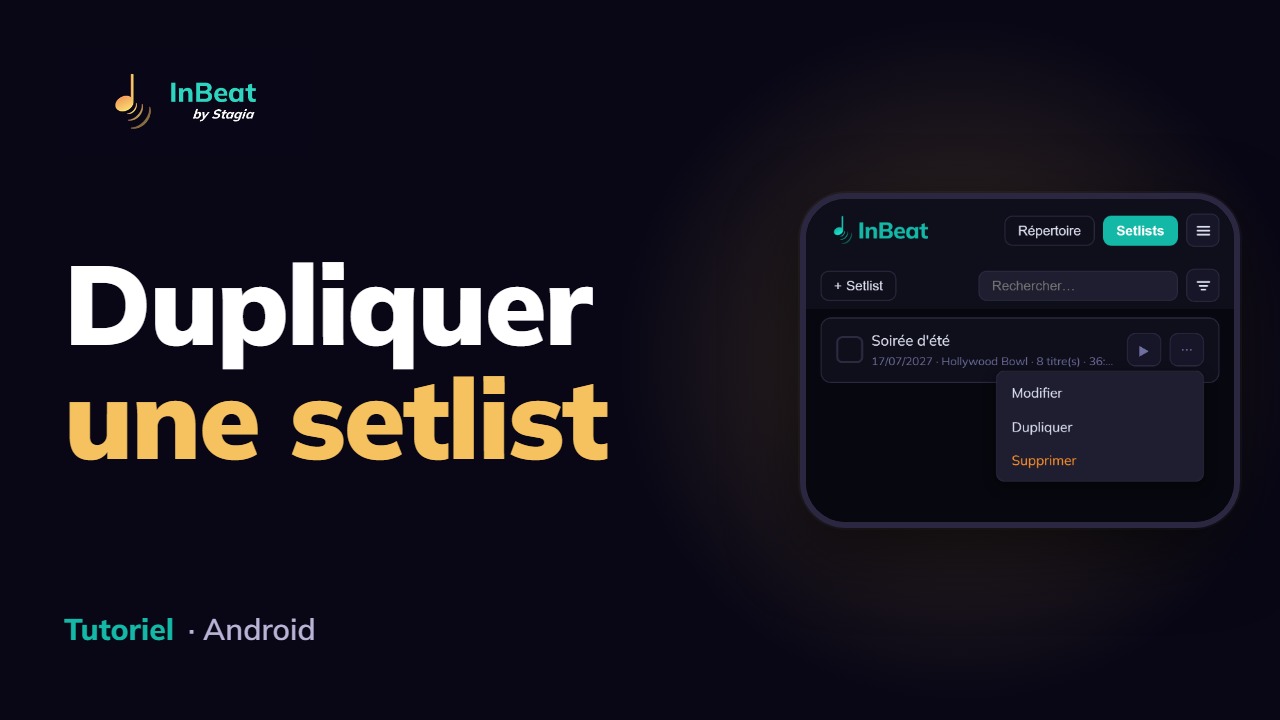 InBeat
by Stagia
Dupliquer
une setlist
Tutoriel · Android
InBeat
Répertoire
Setlists
+ Setlist
Rechercher...
Soirée d'été
17/07/2027 · Hollywood Bowl · 8 titre(s) · 36:...
Modifier
Dupliquer
Supprimer